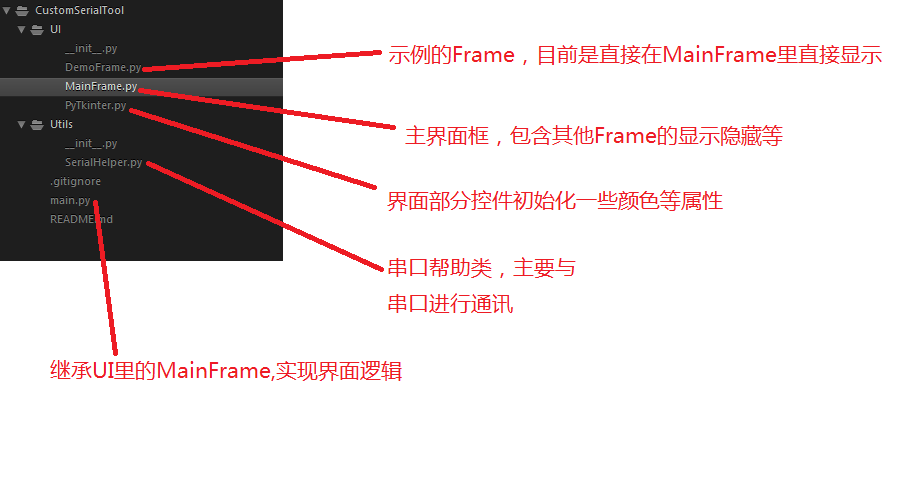 CustomSerialTool
UI
__init__.py
DemoFrame.py
MainFrame.py
PyTkinter.py
Utils
__init__.py
SerialHelper.py
.gitignore
main.py
README.md
示例的Frame，目前是直接在MainFrame里直接显示
主界面框，包含其他Frame的显示隐藏等
界面部分控件初始化一些颜色等属性
串口帮助类，主要与
串口进行通讯
继承UI里的MainFrame,实现界面逻辑